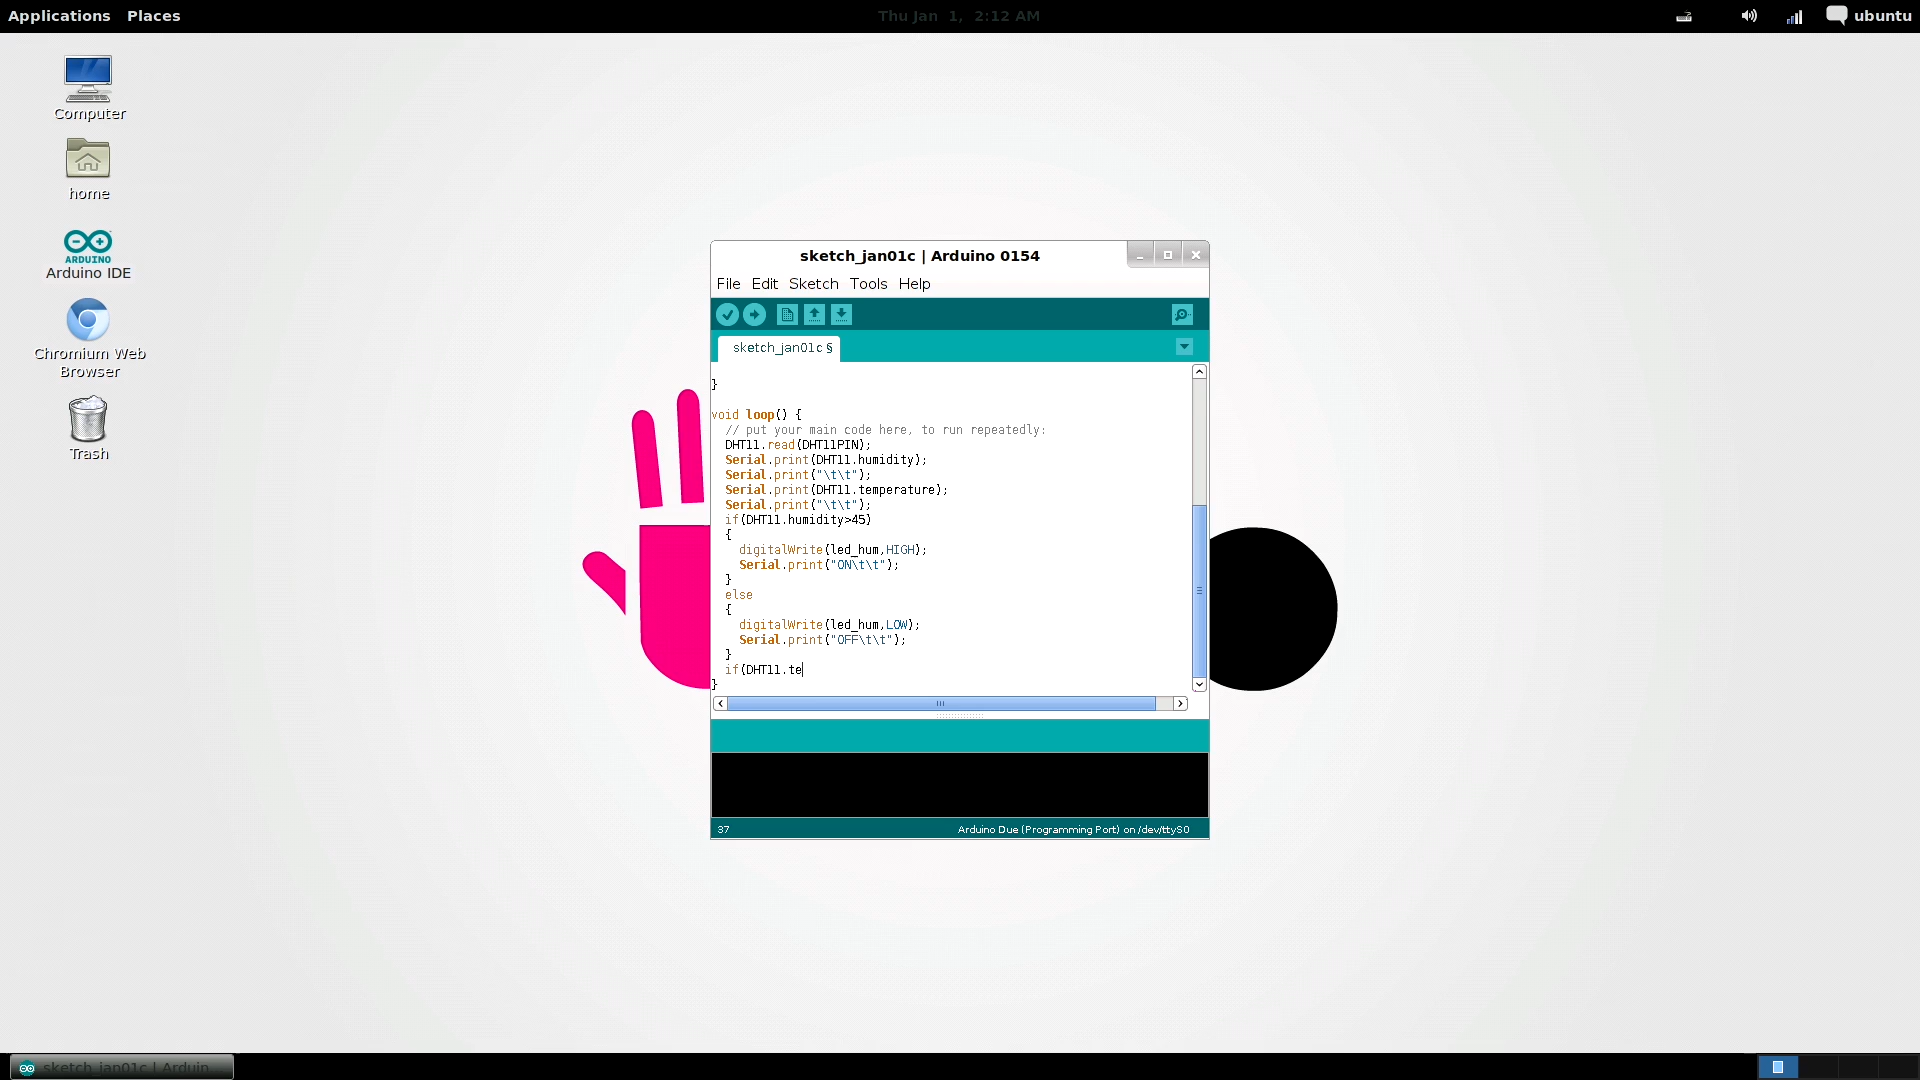 Applications Places
Thu Jan 1, 2:12 AM
ubuntu
Computer
home
ARDUINO
Arduino IDE
Chromium Web
Browser
Trash
sketch_jan01c | Arduino 0154
File Edit Sketch Tools Help
sketch_jan01c §
}
void loop() {
// put your main code here, to run repeatedly:
DHT11.read(DHT11PIN);
Serial.print(DHT11.humidity);
Serial.print("\t\t");
Serial.print(DHT11.temperature);
Serial.print("\t\t");
if(DHT11.humidity>45)
{
digitalWrite(led_hum,HIGH);
Serial.print("ON\t\t");
}
else
{
digitalWrite(led_hum,LOW);
Serial.print("OFF\t\t");
}
if(DHT11.te
}
37
Arduino Due (Programming Port) on /dev/ttyS0
sketch_jan01c | Arduin